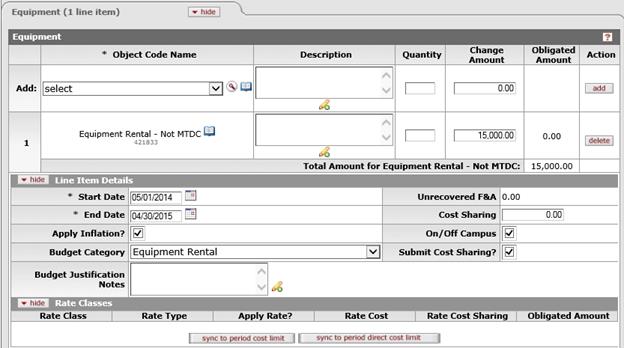 Equipment (1 line item) hide
Equipment ?
* Object Code Name Description Quantity Change Amount Obligated Amount Action
Add: select 0.00 add
1 Equipment Rental - Not MTDC 15,000.00 0.00 delete
421833
Total Amount for Equipment Rental - Not MTDC: 15,000.00
hide Line Item Details
* Start Date 05/01/2014 Unrecovered F&A 0.00
* End Date 04/30/2015 Cost Sharing 0.00
Apply Inflation? On/Off Campus
Budget Category Equipment Rental Submit Cost Sharing?
Budget Justification Notes
hide Rate Classes
Rate Class Rate Type Apply Rate? Rate Cost Rate Cost Sharing Obligated Amount
sync to period cost limit sync to period direct cost limit